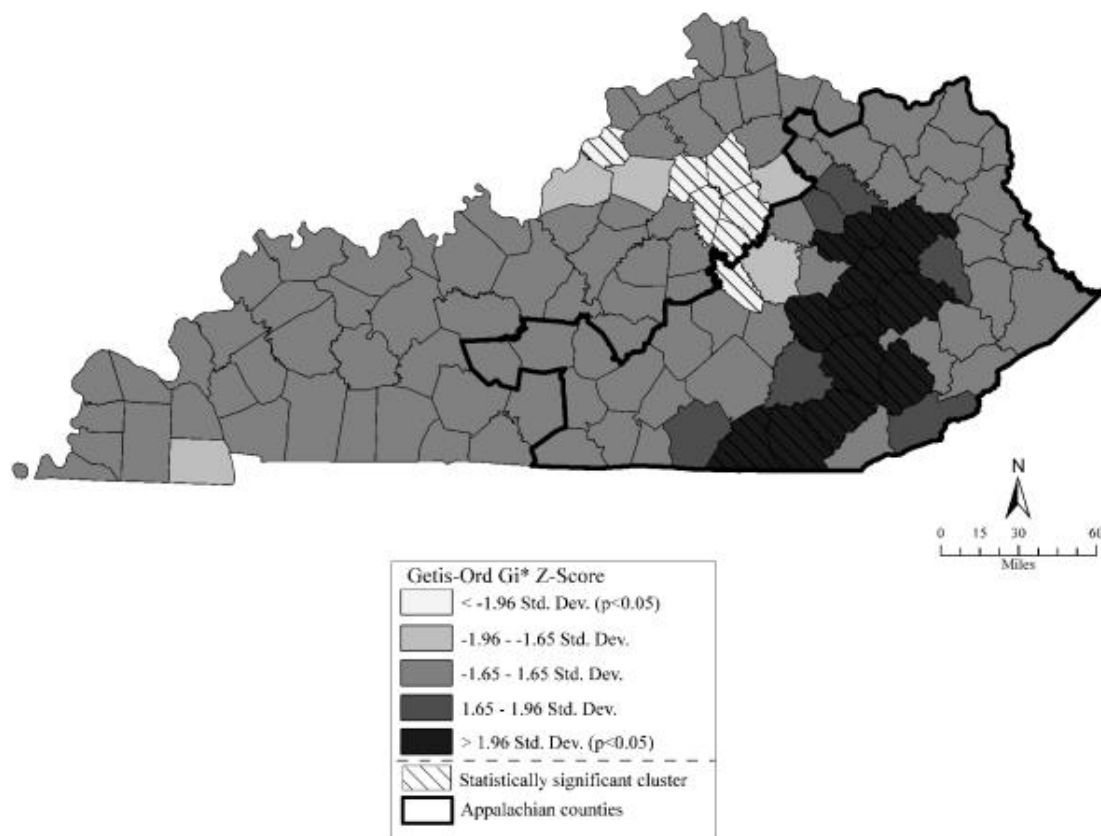 N
0 15 30 60
Miles
Getis-Ord Gi* Z-Score
< -1.96 Std. Dev. (p<0.05)
-1.96 - -1.65 Std. Dev.
-1.65 - 1.65 Std. Dev.
1.65 - 1.96 Std. Dev.
> 1.96 Std. Dev. (p<0.05)
Statistically significant cluster
Appalachian counties